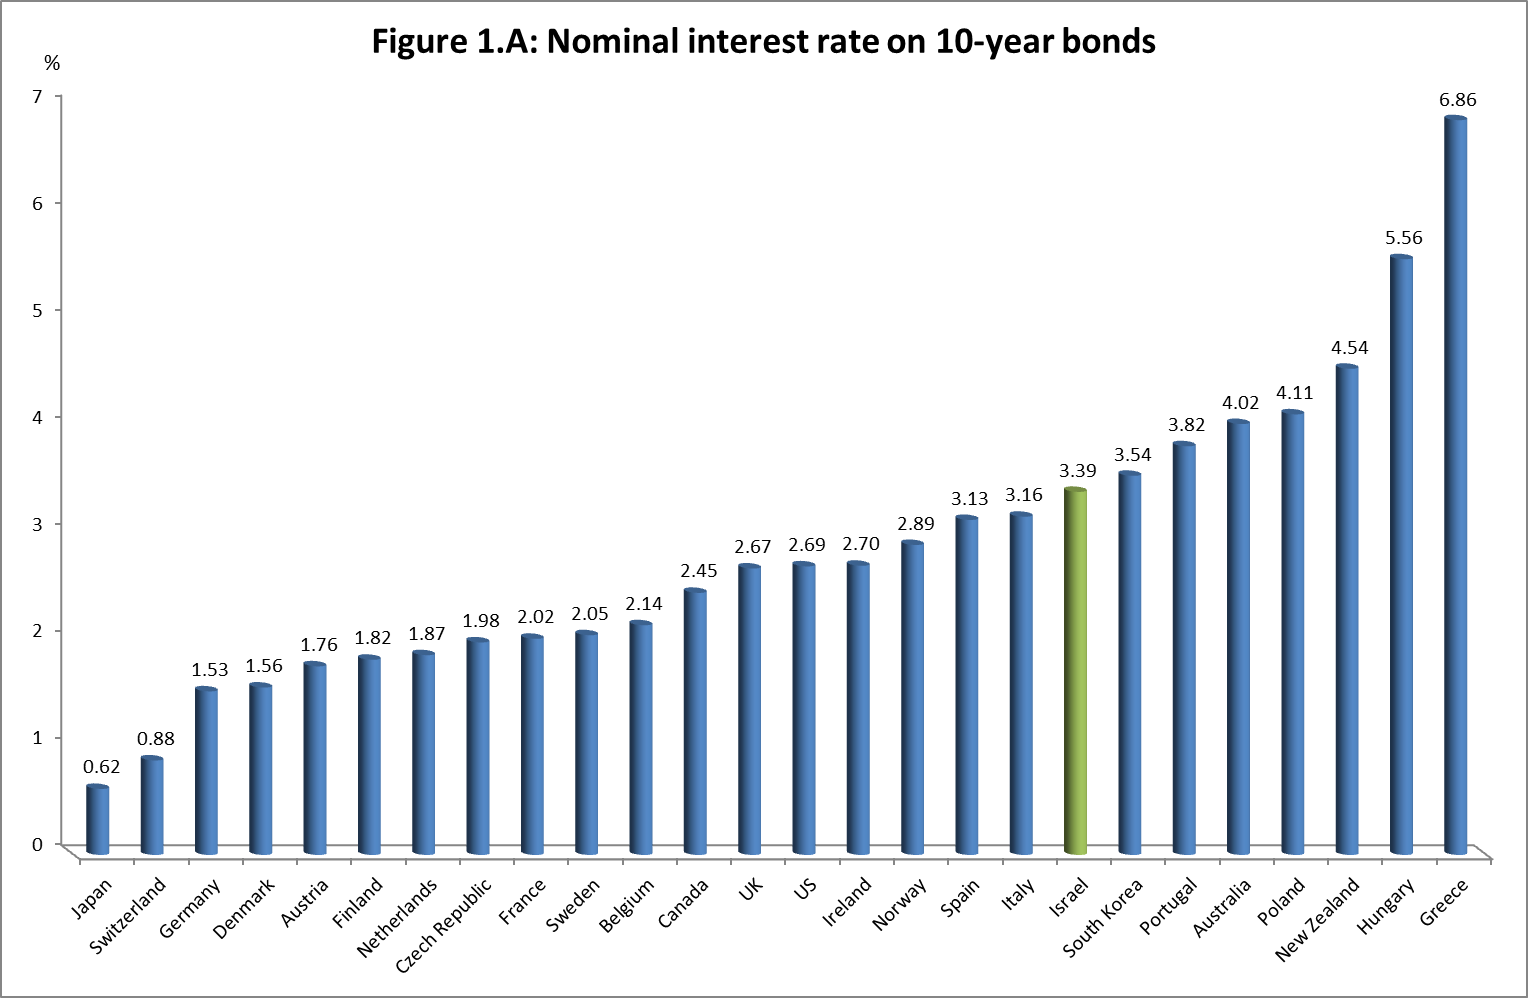 Figure 1.A: Nominal interest rate on 10-year bonds
%
7
6
5
4
3
2
1
0
0.62
0.88
1.53
1.56
1.76
1.82
1.87
1.98
2.02
2.05
2.14
2.45
2.67
2.69
2.70
2.89
3.13
3.16
3.39
3.54
3.82
4.02
4.11
4.54
5.56
6.86
Japan
Switzerland
Germany
Denmark
Austria
Finland
Netherlands
Czech Republic
France
Sweden
Belgium
Canada
UK
US
Ireland
Norway
Spain
Italy
Israel
South Korea
Portugal
Australia
Poland
New Zealand
Hungary
Greece